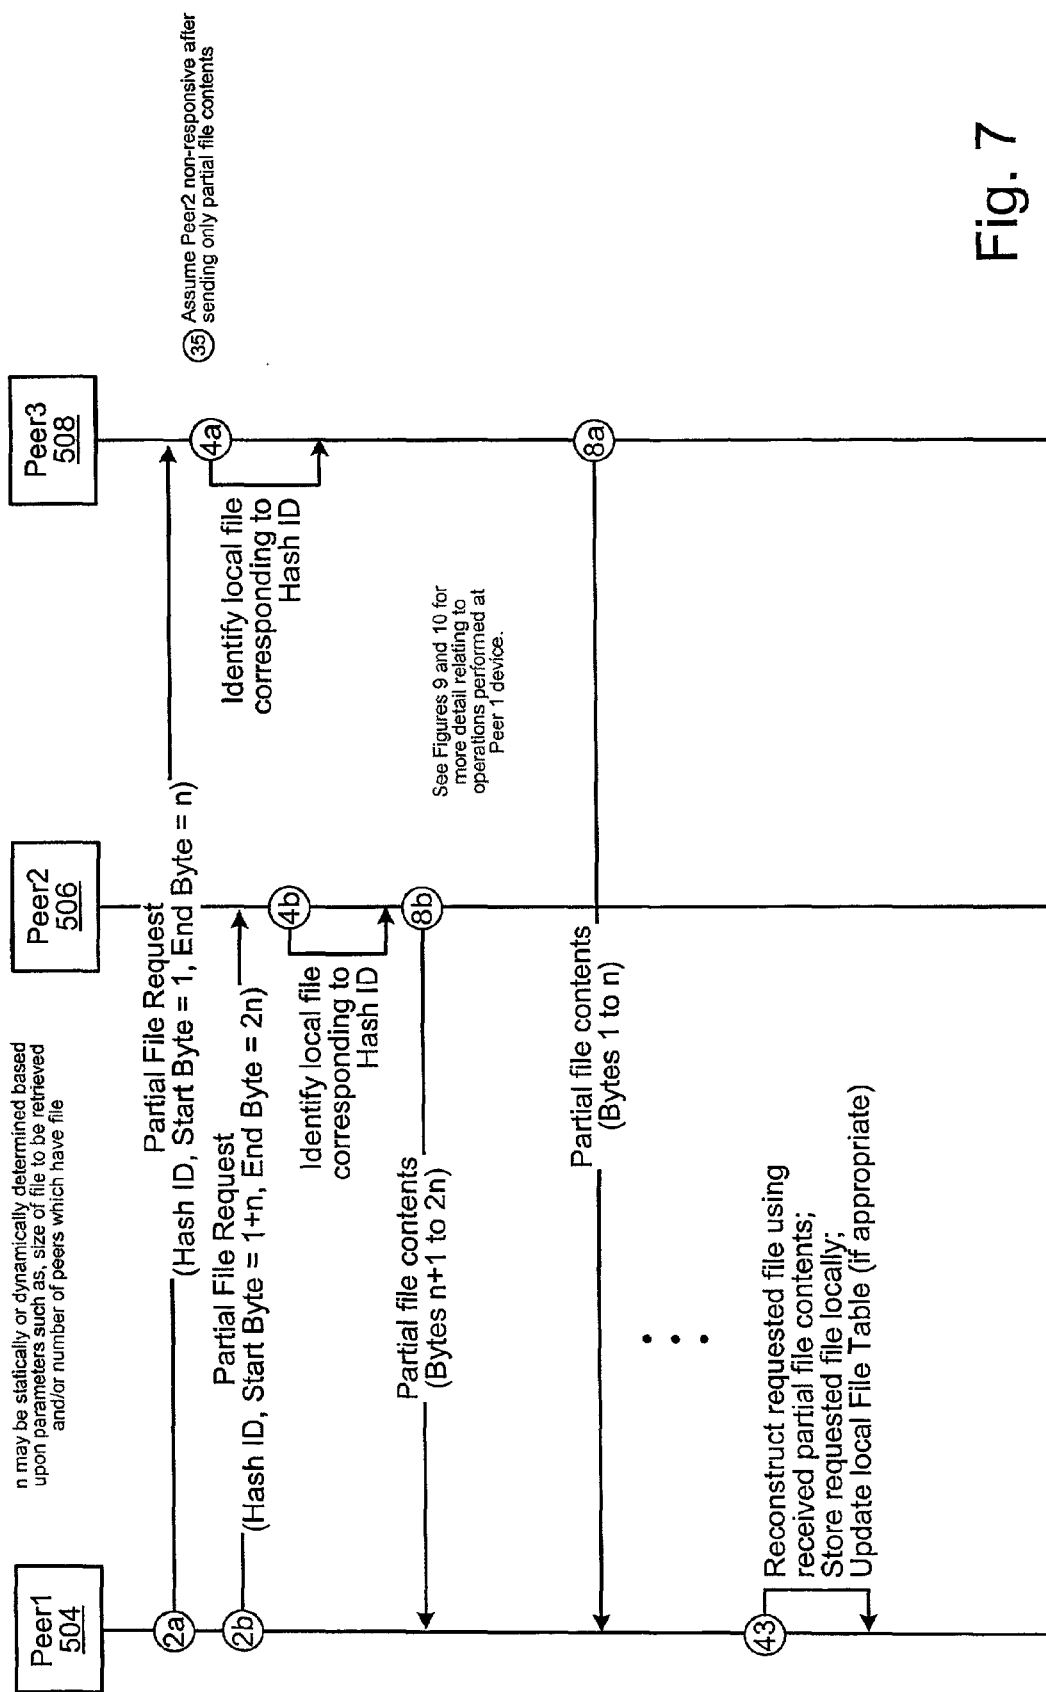 n may be statically or dynamically determined based
upon parameters such as, size of file to be retrieved
and/or number of peers which have file
Peer1
504
Peer2
506
Peer3
508
35
Assume Peer2 non-responsive after
sending only partial file contents
2a
Partial File Request
(Hash ID, Start Byte = 1, End Byte = n)
4a
Identify local file
corresponding to
Hash ID
2b
Partial File Request
(Hash ID, Start Byte = 1+n, End Byte = 2n)
4b
Identify local file
corresponding to
Hash ID
8b
Partial file contents
(Bytes n+1 to 2n)
See Figures 9 and 10 for
more detail relating to
operations performed at
Peer 1 device.
8a
Partial file contents
(Bytes 1 to n)
43
Reconstruct requested file using
received partial file contents;
Store requested file locally;
Update local File Table (if appropriate)
Fig. 7